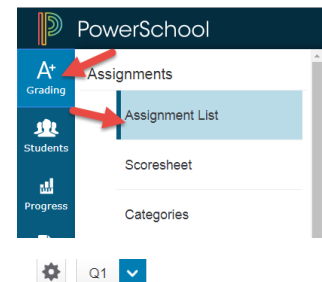 PowerSchool
A+
Grading
Assignments
Assignment List
Students
Scoresheet
Progress
Categories
Q1